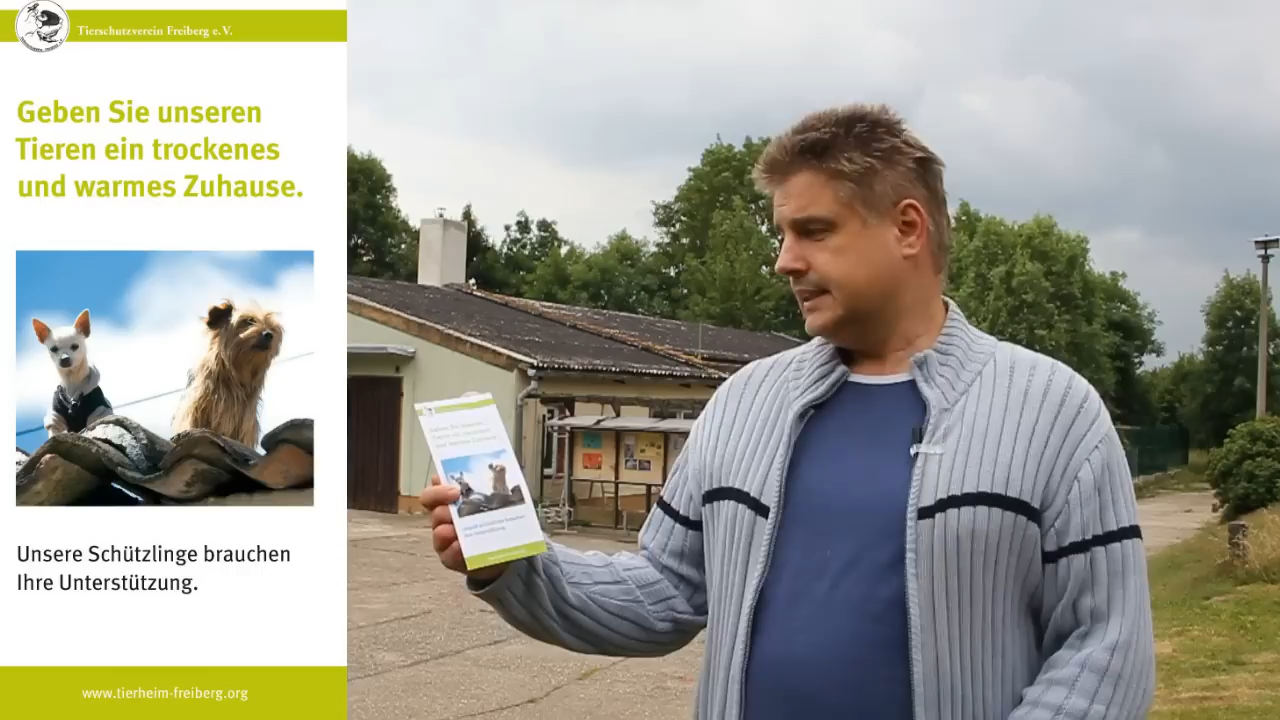 Tierschutzverein Freiberg e.V.
Geben Sie unseren
Tieren ein trockenes
und warmes Zuhause.
Unsere Schützlinge brauchen
Ihre Unterstützung.
www.tierheim-freiberg.org